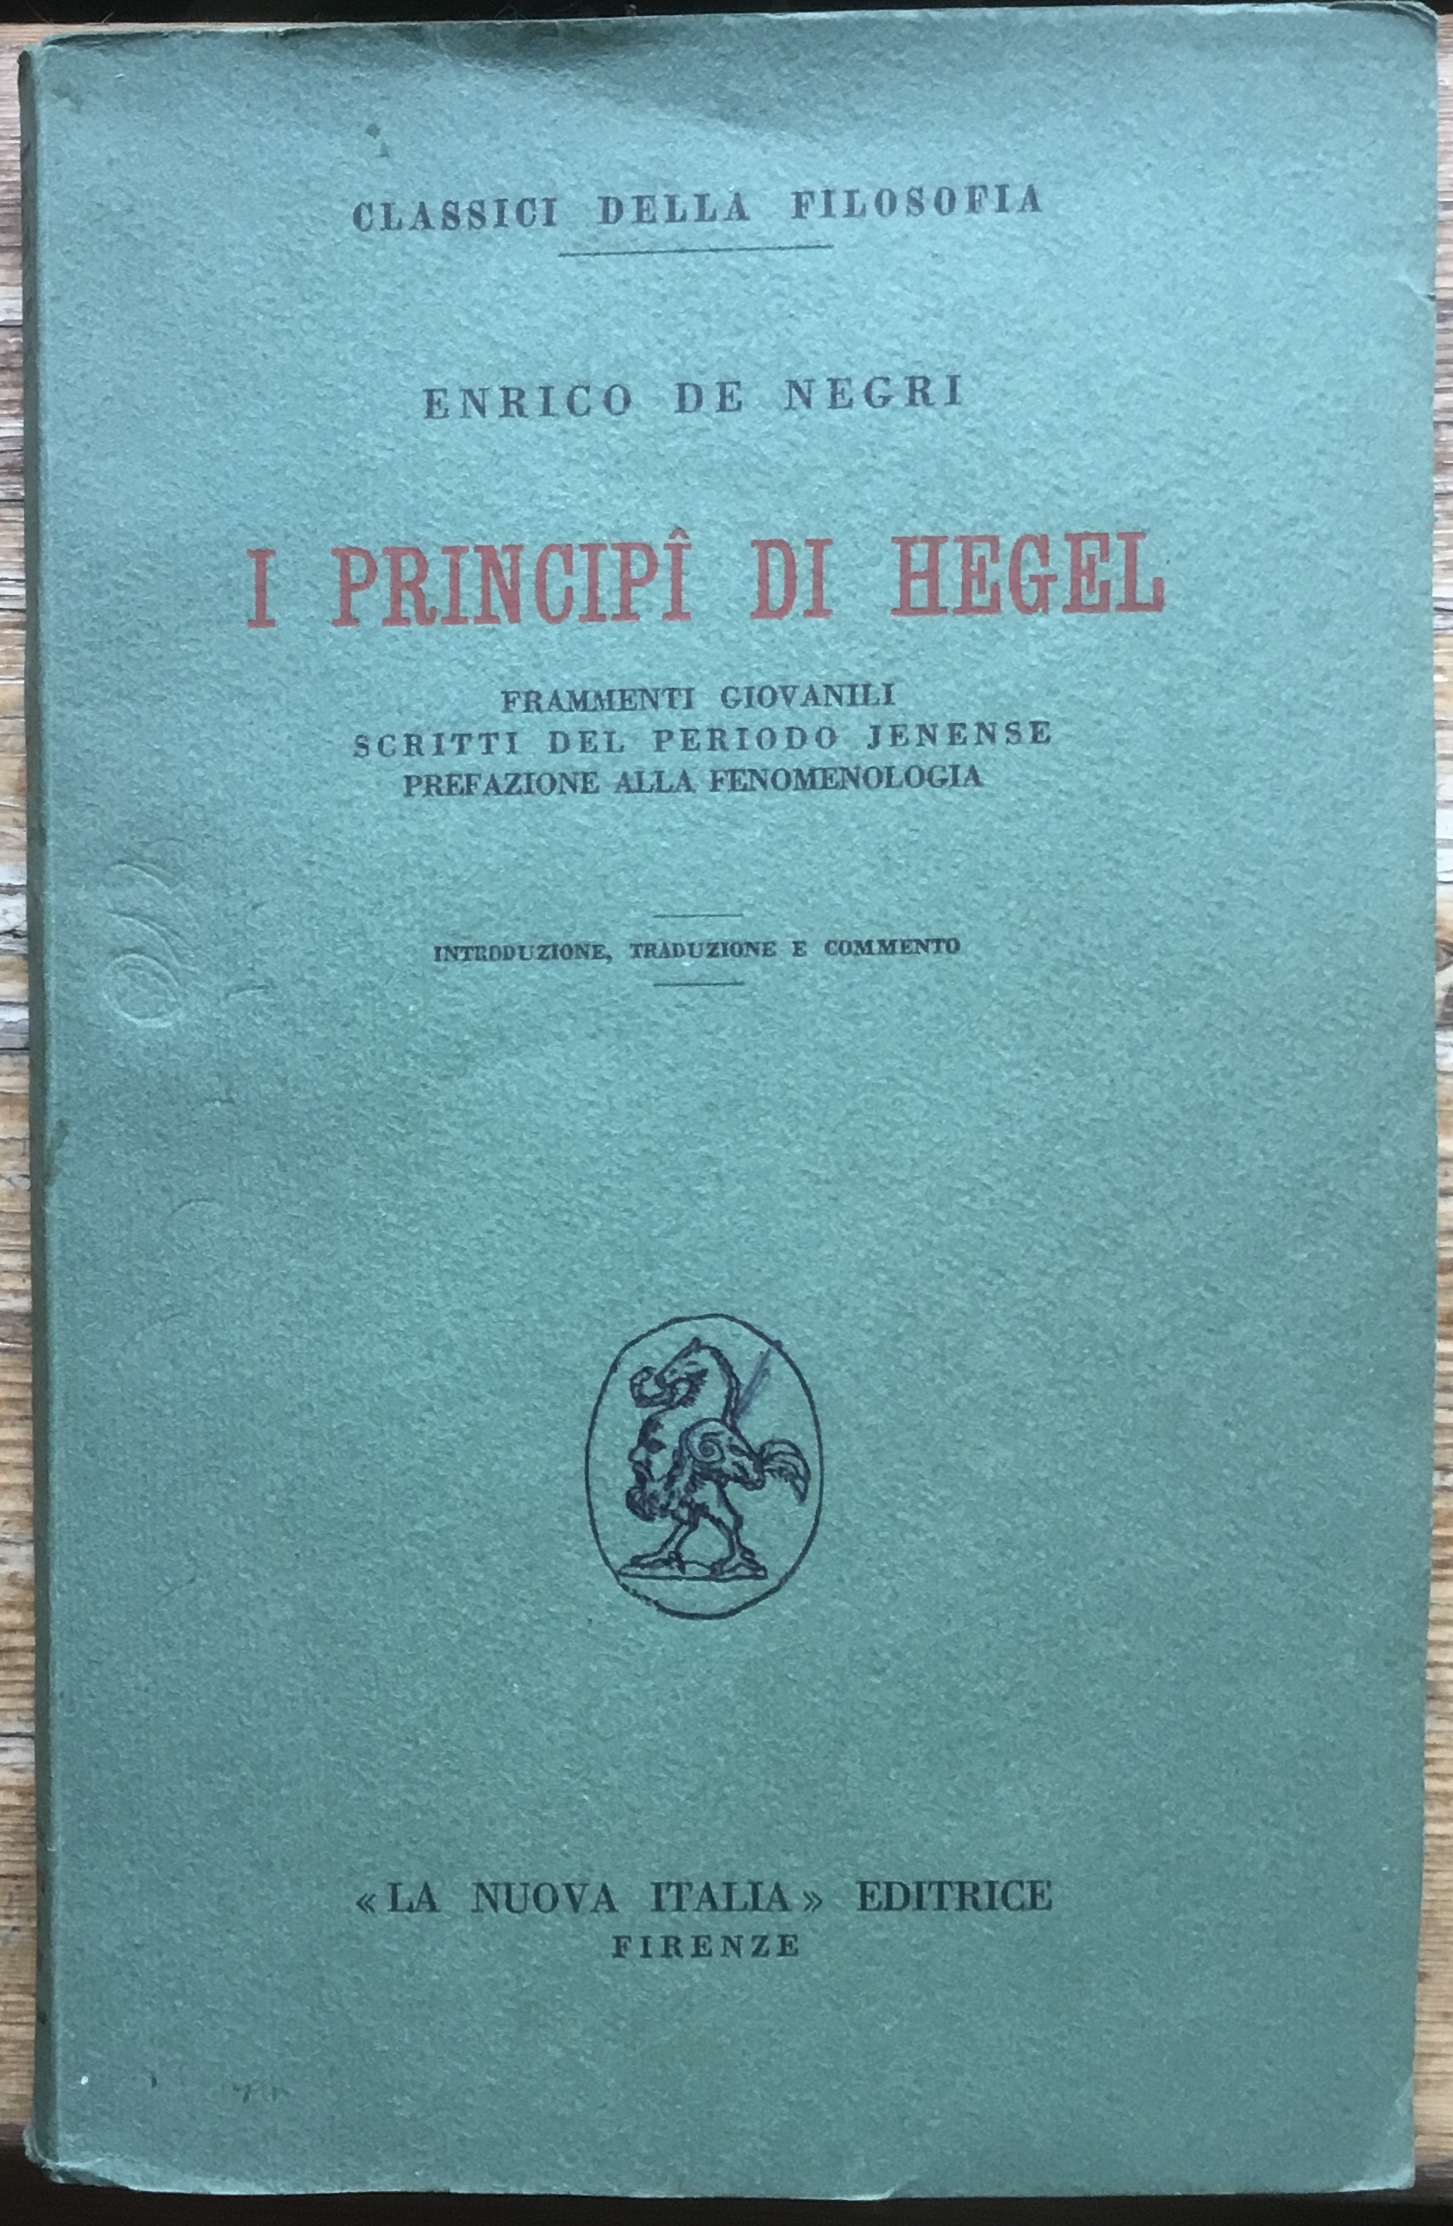 CLASSICI DELLA FILOSOFIA
ENRICO DE NEGRI
I PRINCIPÎ DI HEGEL
FRAMMENTI GIOVANILI
SCRITTI DEL PERIODO JENENSE
PREFAZIONE ALLA FENOMENOLOGIA
INTRODUZIONE, TRADUZIONE E COMMENTO
«LA NUOVA ITALIA» EDITRICE
FIRENZE